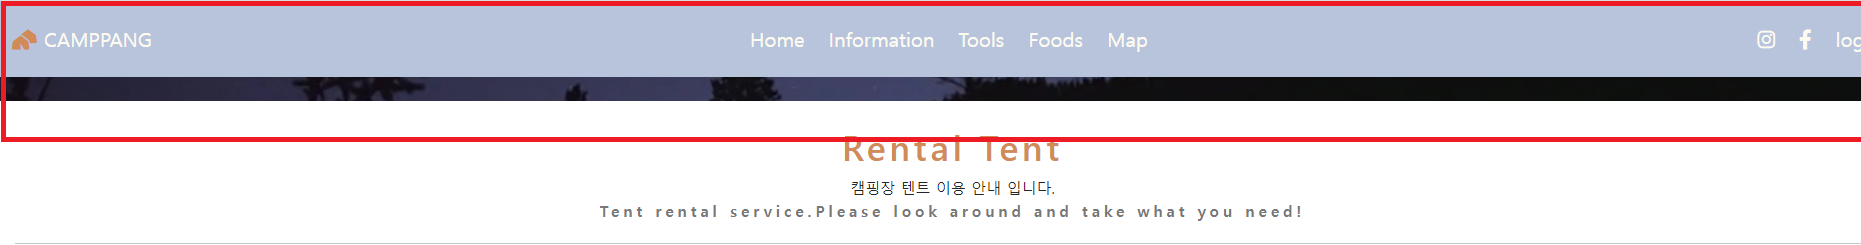 CAMPPANG Home Information Tools Foods Map log
Rental Tent
캠핑장 텐트 이용 안내 입니다.
Tent rental service.Please look around and take what you need!